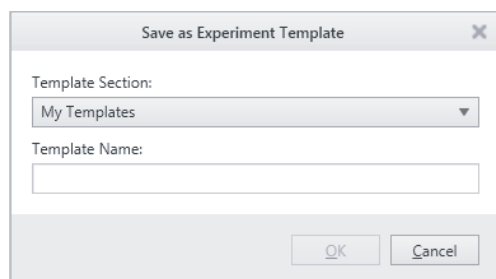 Save as Experiment Template
Template Section:
My Templates
Template Name:
OK
Cancel